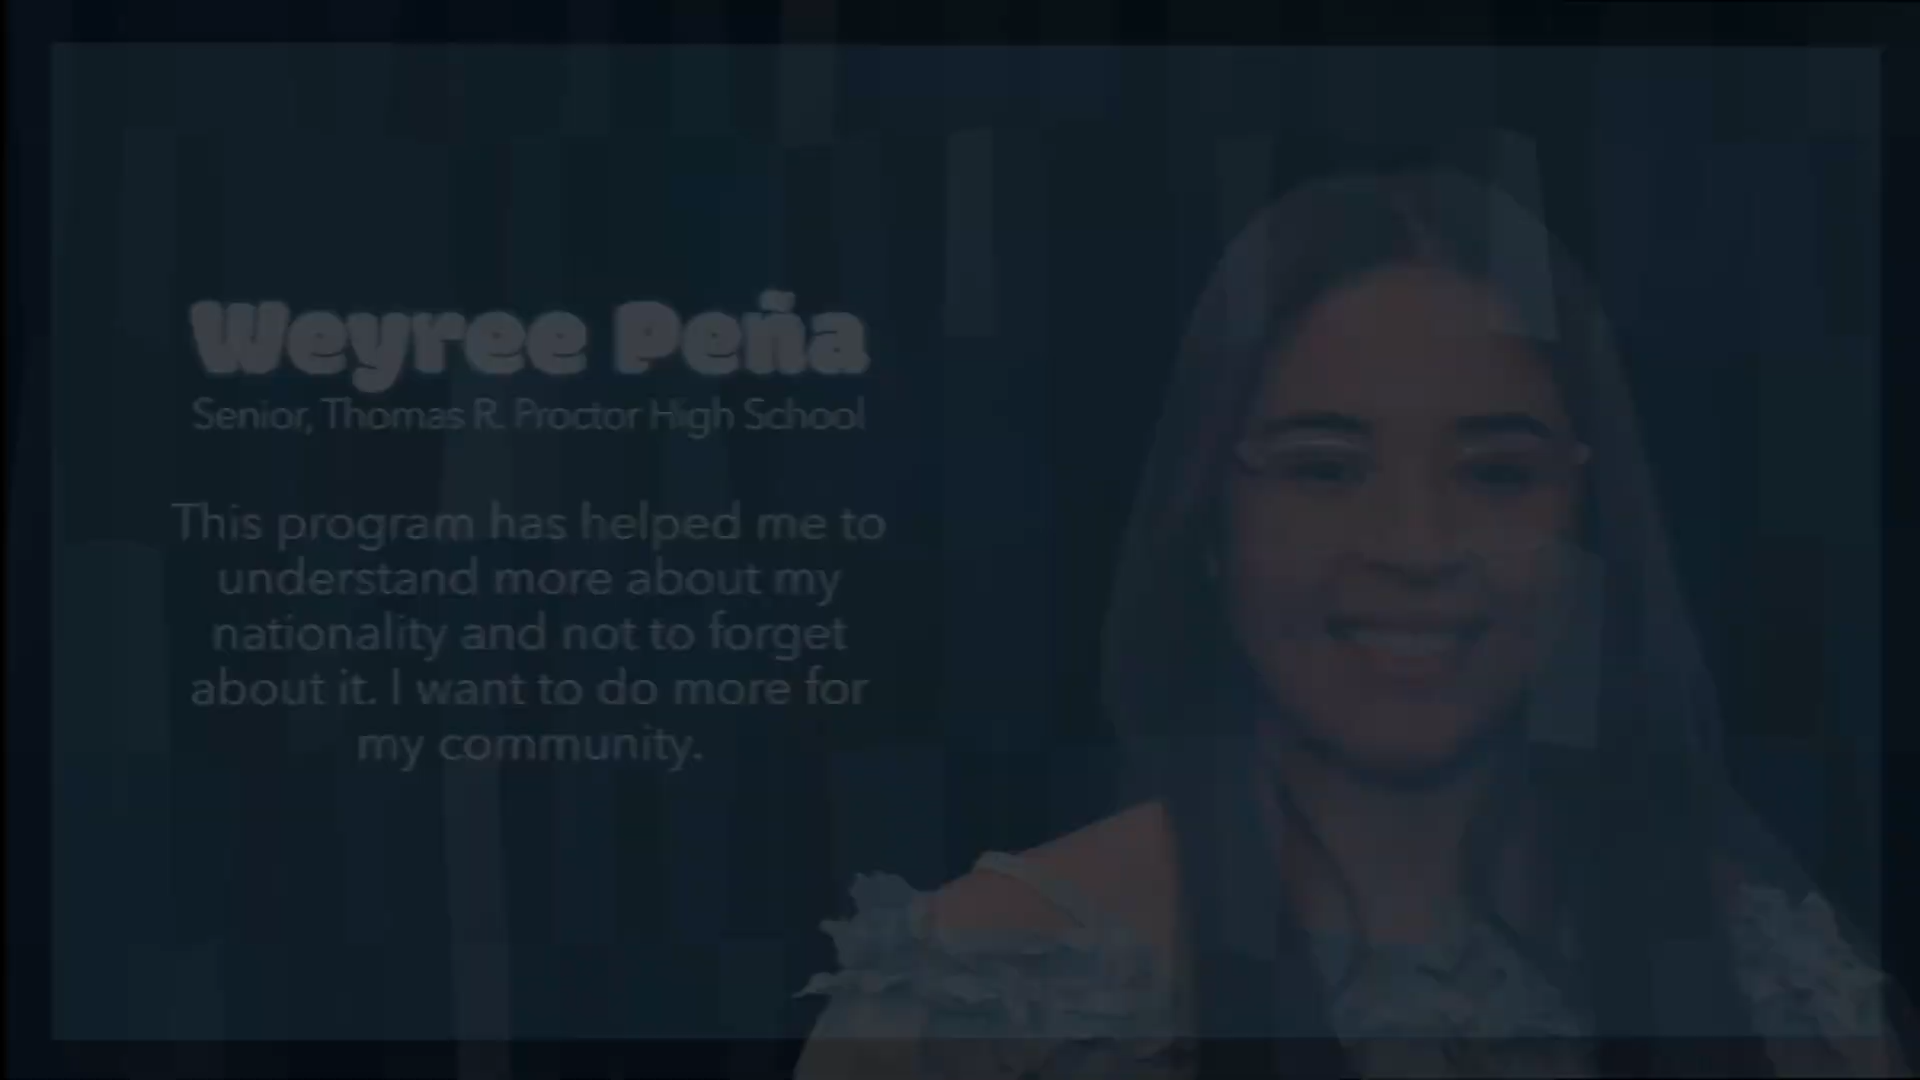 Weyree Peña
Senior, Thomas R. Proctor High School
This program has helped me to
understand more about my
nationality and not to forget
about it. I want to do more for
my community.